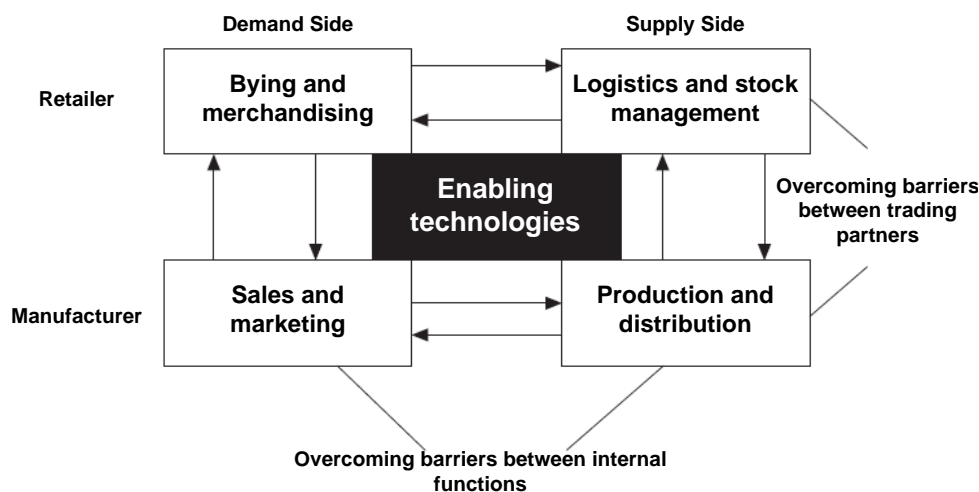 Demand Side
Supply Side
Retailer
Bying and
merchandising
Logistics and stock
management
Enabling
technologies
Overcoming barriers
between trading
partners
Manufacturer
Sales and
marketing
Production and
distribution
Overcoming barriers between internal
functions